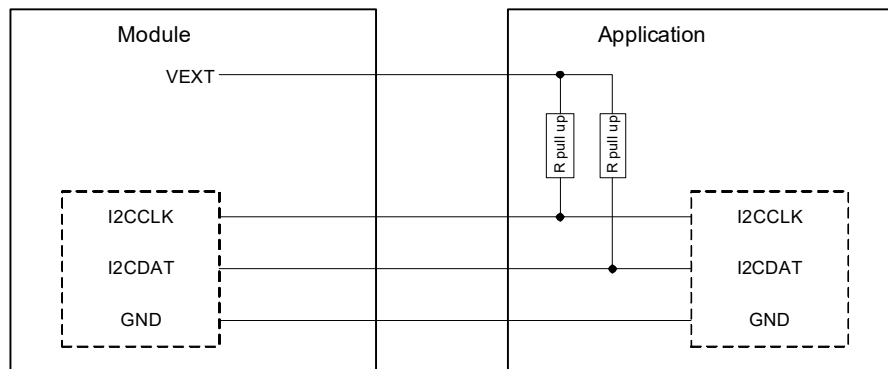 Module
Application
VEXT
R pull up
R pull up
I2CCLK
I2CCLK
I2CDAT
I2CDAT
GND
GND